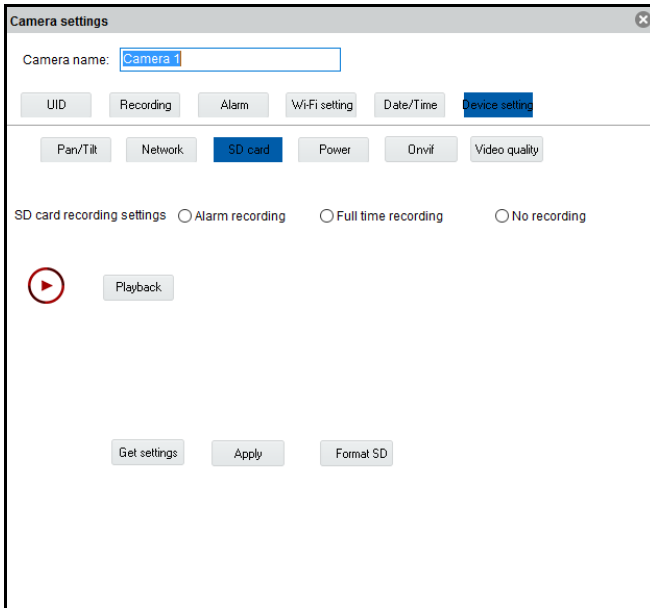 Camera settings
Camera name: Camera 1
UID Recording Alarm Wi-Fi setting Date/Time Device setting
Pan/Tilt Network SD card Power Onvif Video quality
SD card recording settings Alarm recording Full time recording No recording
Playback
Get settings Apply Format SD